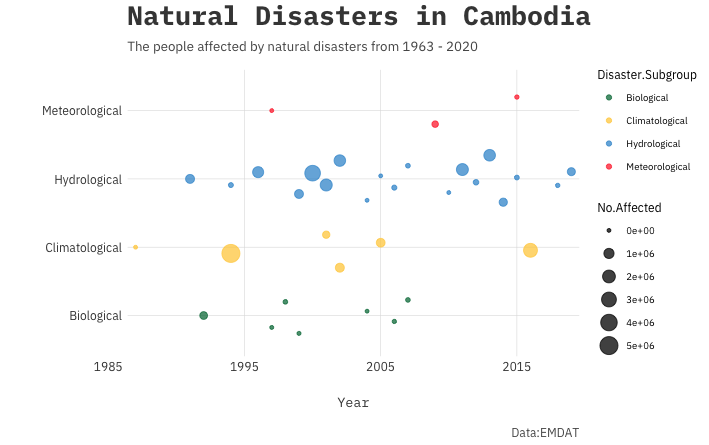 Natural Disasters in Cambodia
The people affected by natural disasters from 1963 - 2020
Meteorological
Hydrological
Climatological
Biological
1985
1995
2005
2015
Year
Disaster.Subgroup
Biological
Climatological
Hydrological
Meteorological
No.Affected
0e+00
1e+06
2e+06
3e+06
4e+06
5e+06
Data:EMDAT